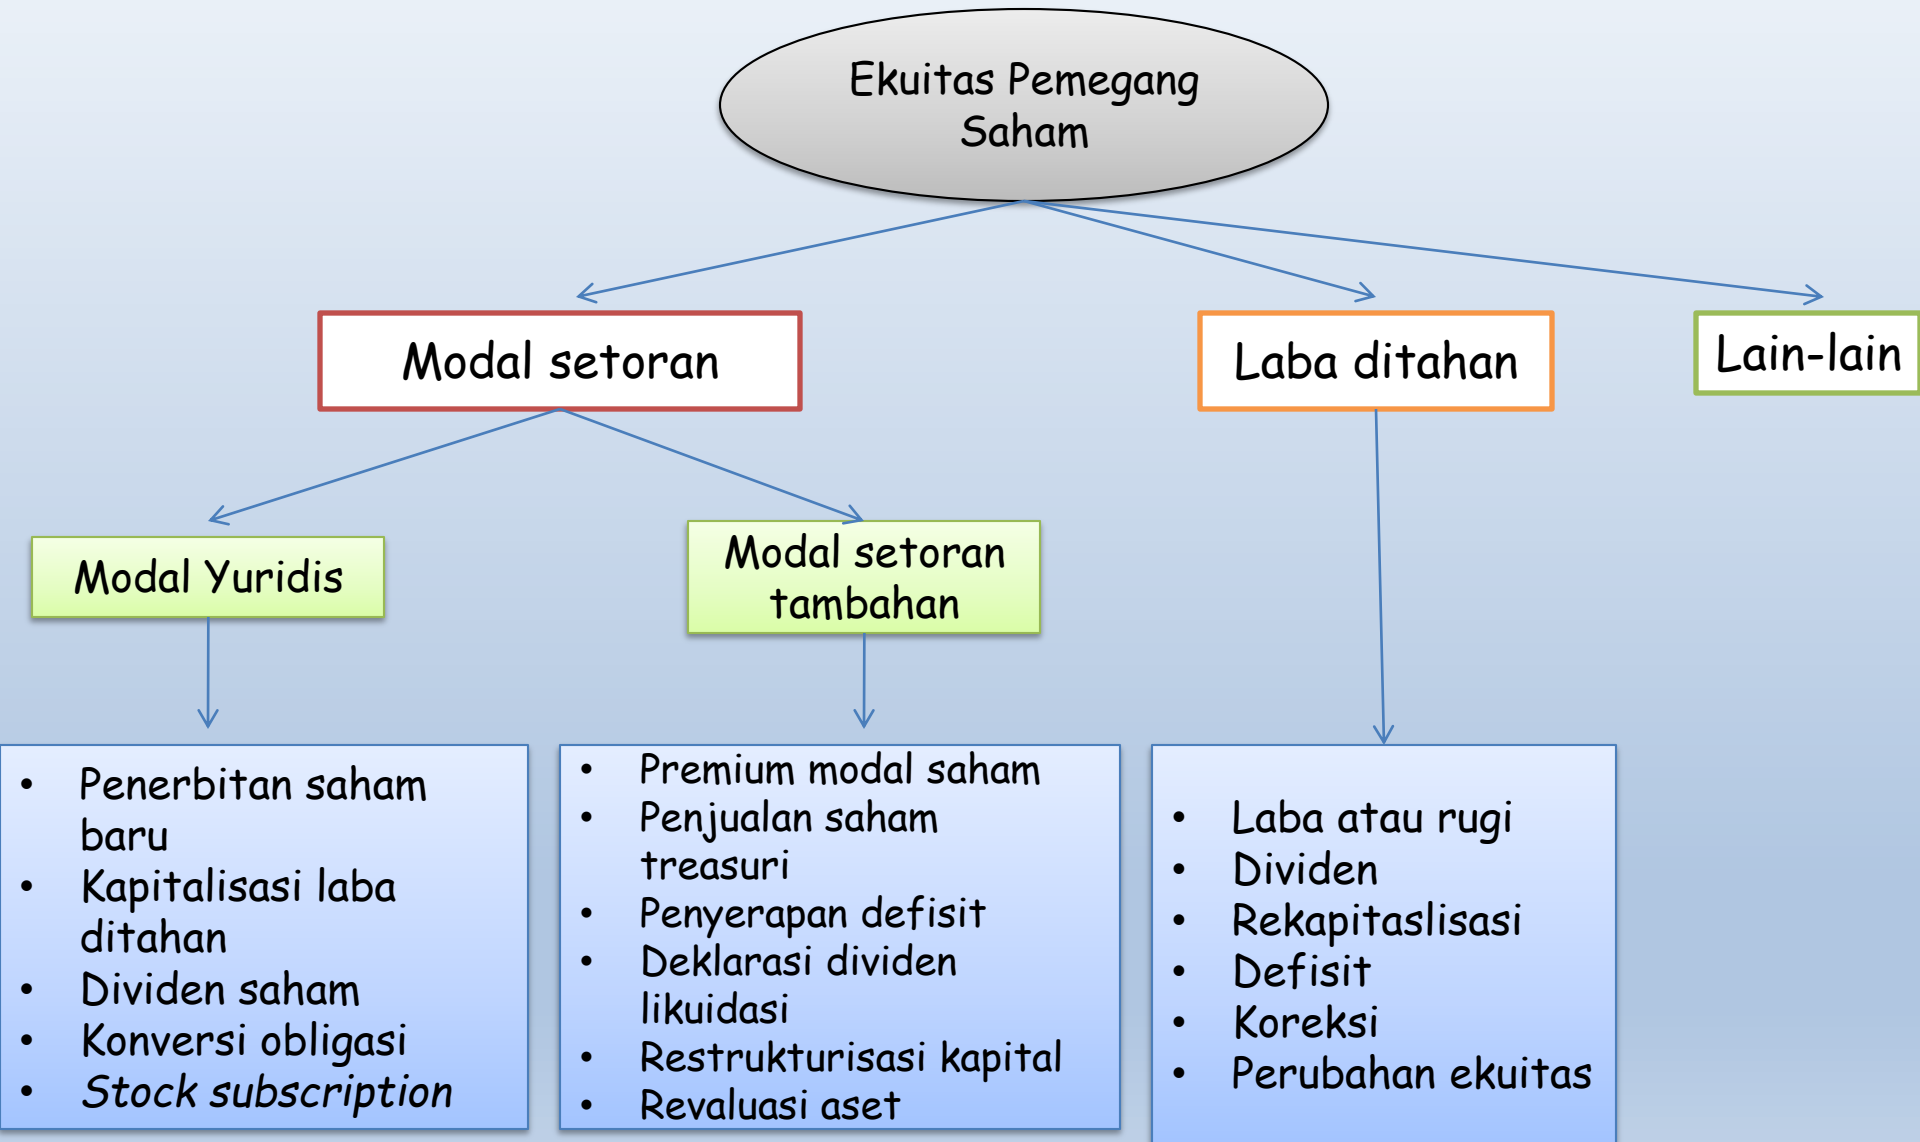 Ekuitas Pemegang
Saham
Modal setoran
Laba ditahan
Lain-lain
Modal Yuridis
Modal setoran
tambahan
• Penerbitan saham
baru
• Kapitalisasi laba
ditahan
• Dividen saham
• Konversi obligasi
• Stock subscription
• Premium modal saham
• Penjualan saham
treasuri
• Penyerapan defisit
• Deklarasi dividen
likuidasi
• Restrukturisasi kapital
• Revaluasi aset
• Laba atau rugi
• Dividen
• Rekapitaslisasi
• Defisit
• Koreksi
• Perubahan ekuitas